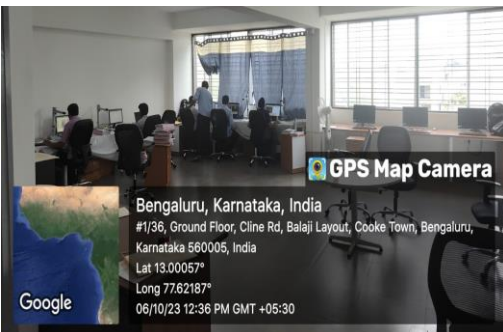 GPS Map Camera
Bengaluru, Karnataka, India
#1/36, Ground Floor, Cline Rd, Balaji Layout, Cooke Town, Bengaluru,
Karnataka 560005, India
Lat 13.00057°
Long 77.62187°
06/10/23 12:36 PM GMT +05:30
Google